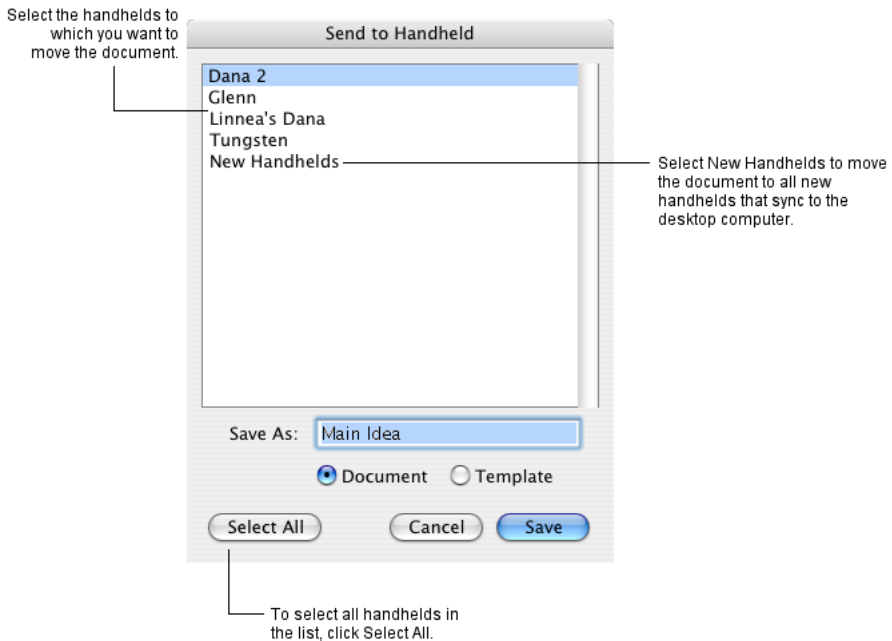 Select the handhelds to
which you want to
move the document.
Send to Handheld
Dana 2
Glenn
Linnea's Dana
Tungsten
New Handhelds
Select New Handhelds to move
the document to all new
handhelds that sync to the
desktop computer.
Save As: Main Idea
Document Template
Select All Cancel Save
To select all handhelds in
the list, click Select All.